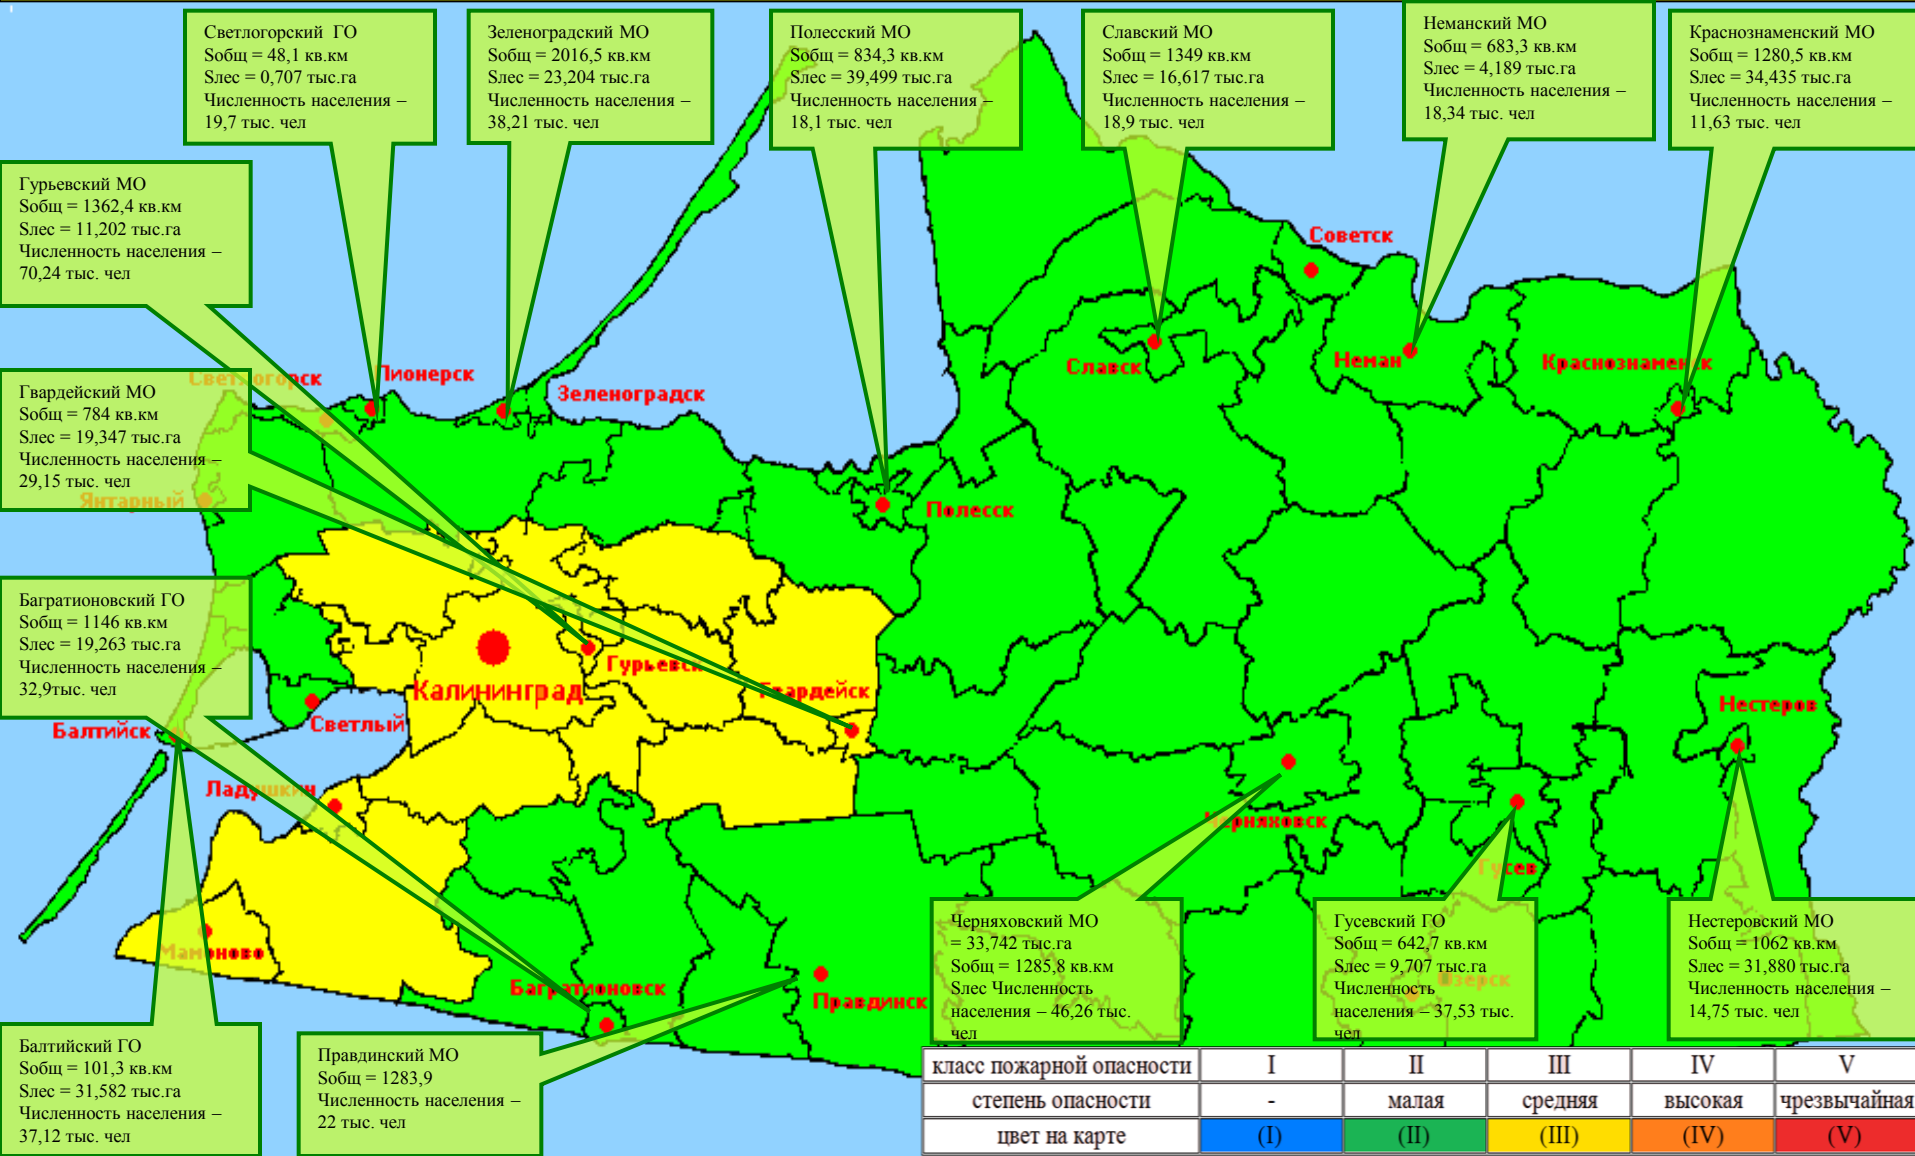 Светлогорский ГО
Sобщ = 48,1 кв.км
Sлес = 0,707 тыс.га
Численность населения –
19,7 тыс. чел
Зеленоградский МО
Sобщ = 2016,5 кв.км
Sлес = 23,204 тыс.га
Численность населения –
38,21 тыс. чел
Полесский МО
Sобщ = 834,3 кв.км
Sлес = 39,499 тыс.га
Численность населения –
18,1 тыс. чел
Славский МО
Sобщ = 1349 кв.км
Sлес = 16,617 тыс.га
Численность населения –
18,9 тыс. чел
Неманский МО
Sобщ = 683,3 кв.км
Sлес = 4,189 тыс.га
Численность населения –
18,34 тыс. чел
Краснознаменский МО
Sобщ = 1280,5 кв.км
Sлес = 34,435 тыс.га
Численность населения –
11,63 тыс. чел
Гурьевский МО
Sобщ = 1362,4 кв.км
Sлес = 11,202 тыс.га
Численность населения –
70,24 тыс. чел
Гвардейский МО
Sобщ = 784 кв.км
Sлес = 19,347 тыс.га
Численность населения –
29,15 тыс. чел
Багратионовский ГО
Sобщ = 1146 кв.км
Sлес = 19,263 тыс.га
Численность населения –
32,9тыс. чел
Балтийский ГО
Sобщ = 101,3 кв.км
Sлес = 31,582 тыс.га
Численность населения –
37,12 тыс. чел
Правдинский МО
Sобщ = 1283,9
Численность населения –
22 тыс. чел
Черняховский МО
= 33,742 тыс.га
Sобщ = 1285,8 кв.км
Sлес Численность
населения – 46,26 тыс.
чел
Гусевский ГО
Sобщ = 642,7 кв.км
Sлес = 9,707 тыс.га
Численность
населения – 37,53 тыс.
чел
Нестеровский МО
Sобщ = 1062 кв.км
Sлес = 31,880 тыс.га
Численность населения –
14,75 тыс. чел
Советск
Славск
Неман
Краснознаменск
Светлогорск
Пионерск
Зеленоградск
Янтарный
Полесск
Гурьевск
Калининград
Гвардейск
Светлый
Балтийск
Ладушкин
Мамоново
Багратионовск
Правдинск
Черняховск
Гусев
Нестеров
Озерск
класс пожарной опасности I II III IV V
степень опасности - малая средняя высокая чрезвычайная
цвет на карте (I) (II) (III) (IV) (V)